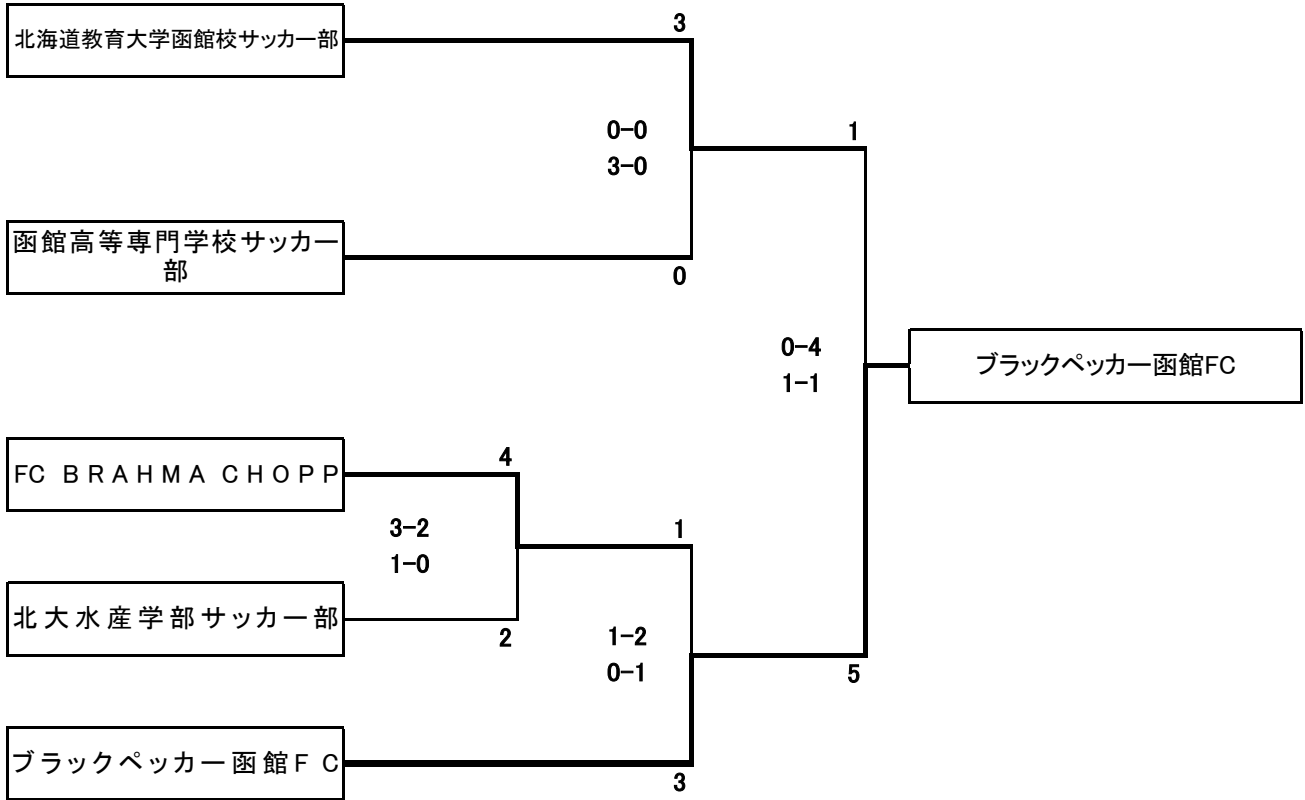 北海道教育大学函館校サッカー部
3
0-0
3-0
1
函館高等専門学校サッカー
部
0
0-4
1-1
ブラックペッカー函館FC
FC BRAHMA CHOPP
4
3-2
1-0
1
北大水産学部サッカー部
2
1-2
0-1
5
ブラックペッカー函館FC
3